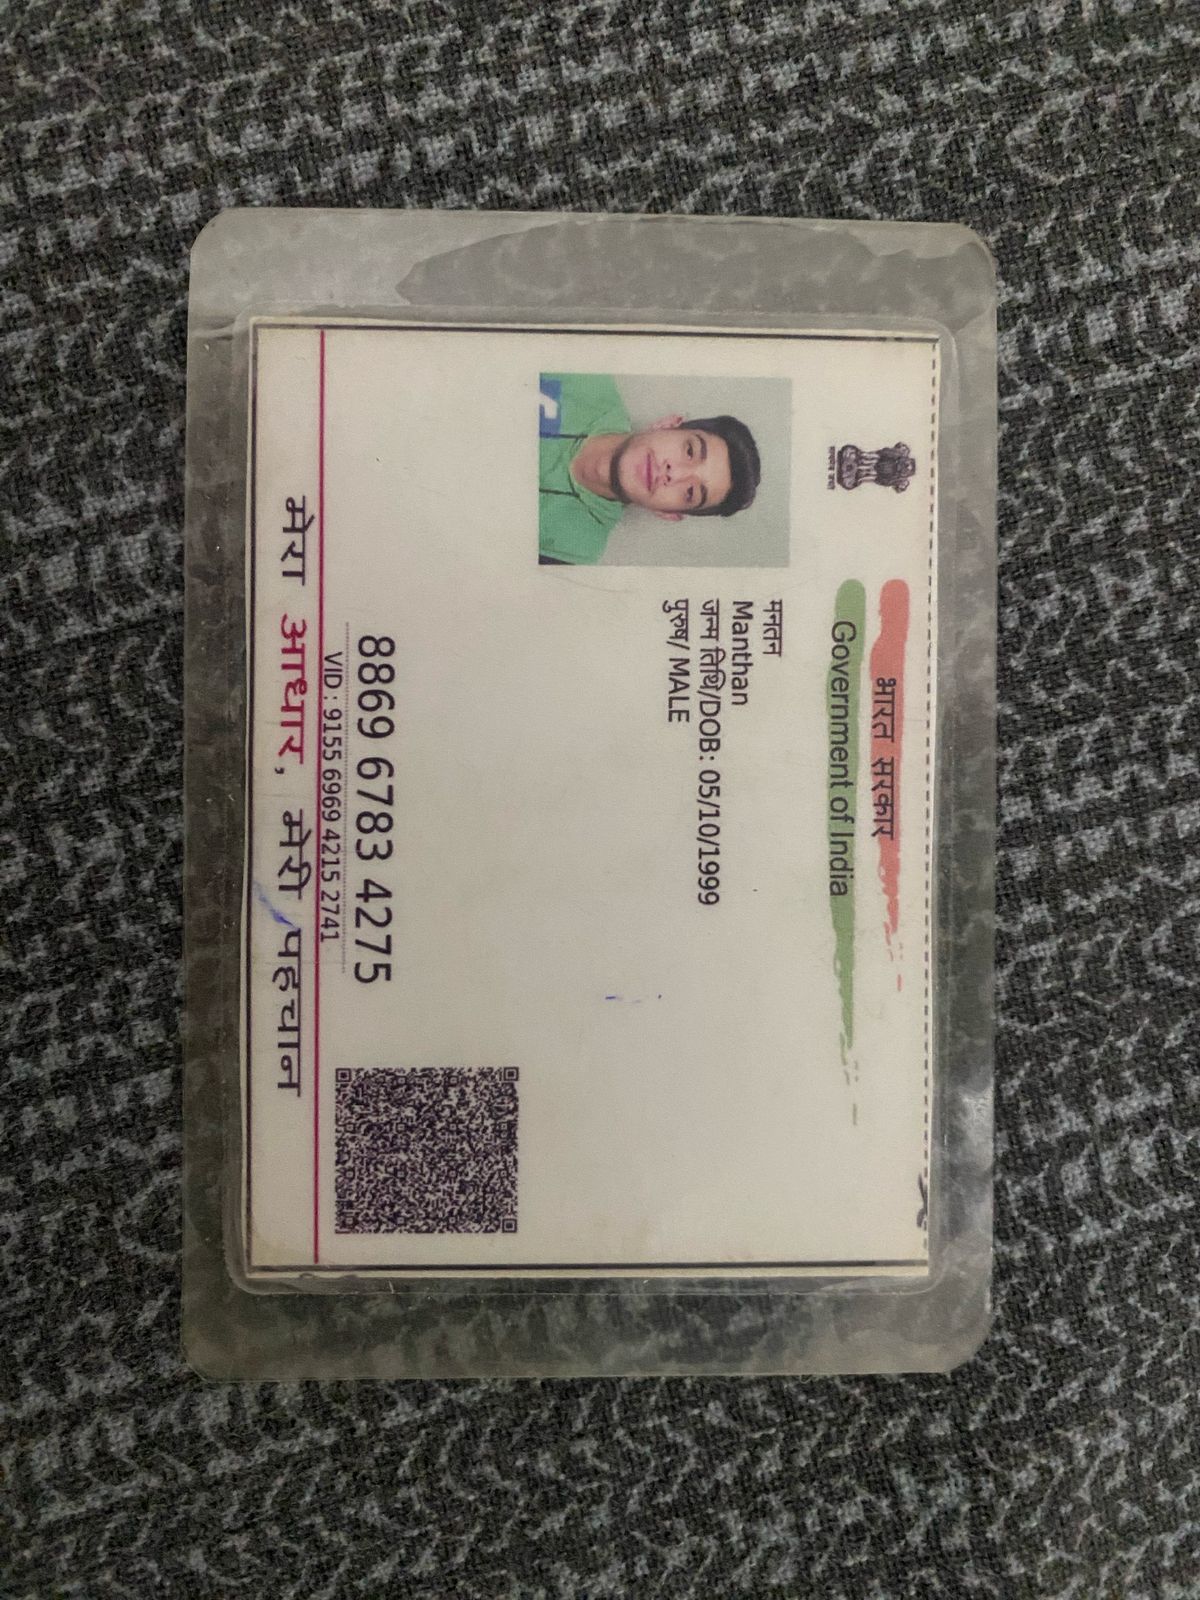 भारत सरकार
Government of India
मनतन
Manthan
जन्म तिथि/DOB: 05/10/1999
पुरुष/ MALE
8869 6783 4275
VID : 9155 6969 4215 2741
मेरा आधार, मेरी पहचान